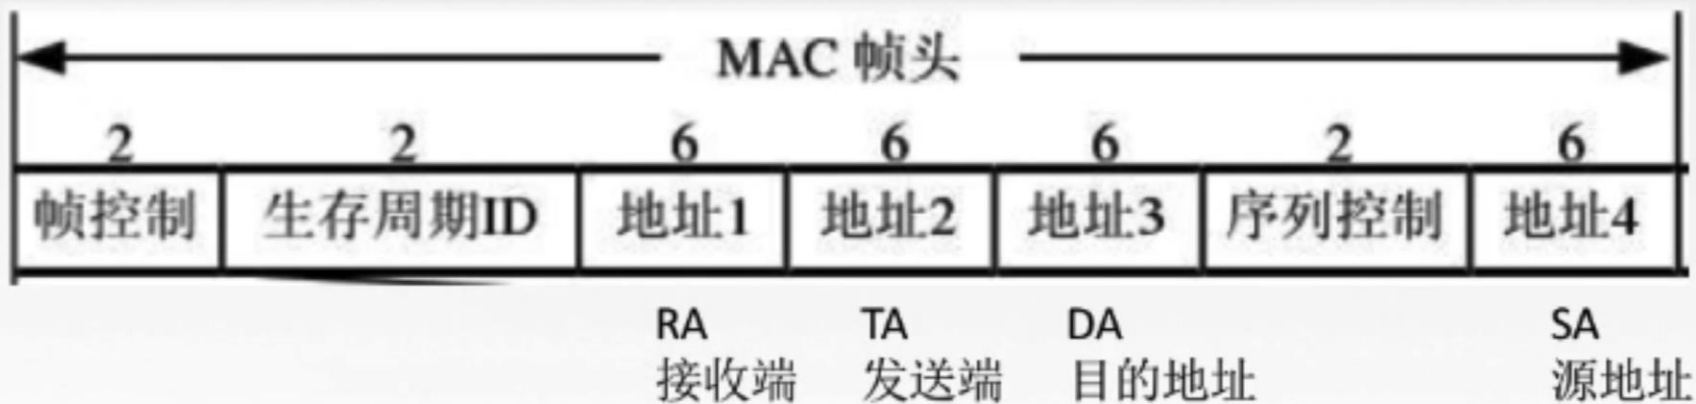 MAC 帧头
2 2 6 6 6 2 6
帧控制 生存周期ID 地址1 地址2 地址3 序列控制 地址4
RA TA DA SA
接收端 发送端 目的地址 源地址